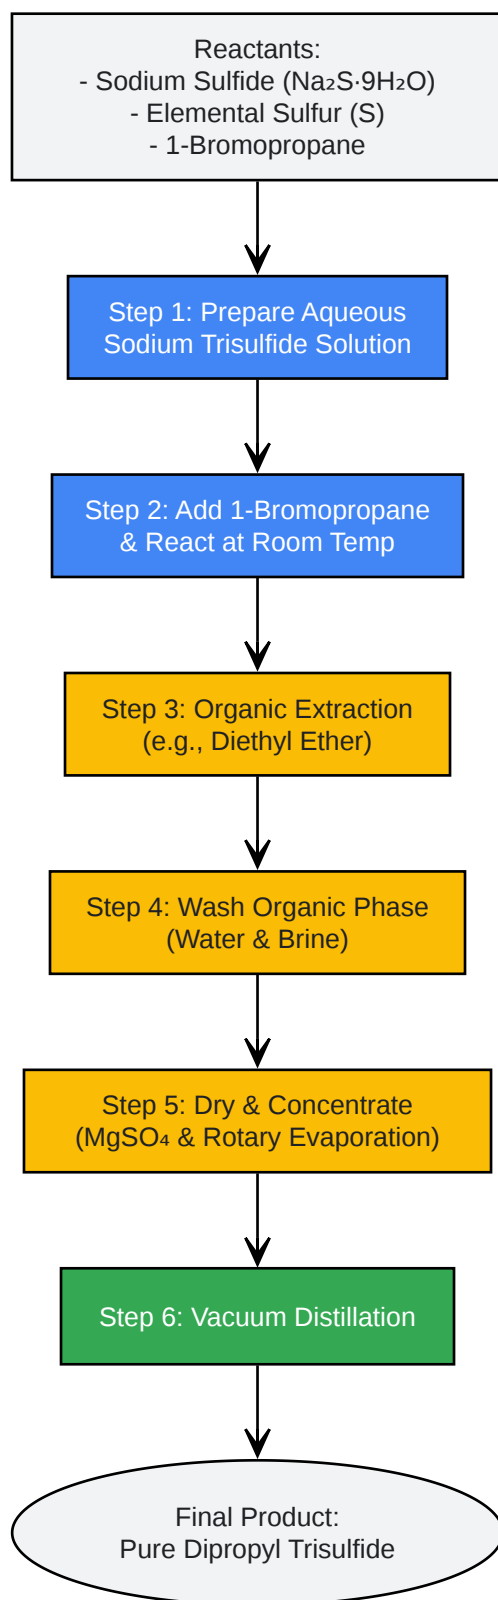 Reactants:
- Sodium Sulfide (Na₂S·9H₂O)
- Elemental Sulfur (S)
- 1-Bromopropane
Step 1: Prepare Aqueous
Sodium Trisulfide Solution
Step 2: Add 1-Bromopropane
& React at Room Temp
Step 3: Organic Extraction
(e.g., Diethyl Ether)
Step 4: Wash Organic Phase
(Water & Brine)
Step 5: Dry & Concentrate
(MgSO₄ & Rotary Evaporation)
Step 6: Vacuum Distillation
Final Product:
Pure Dipropyl Trisulfide